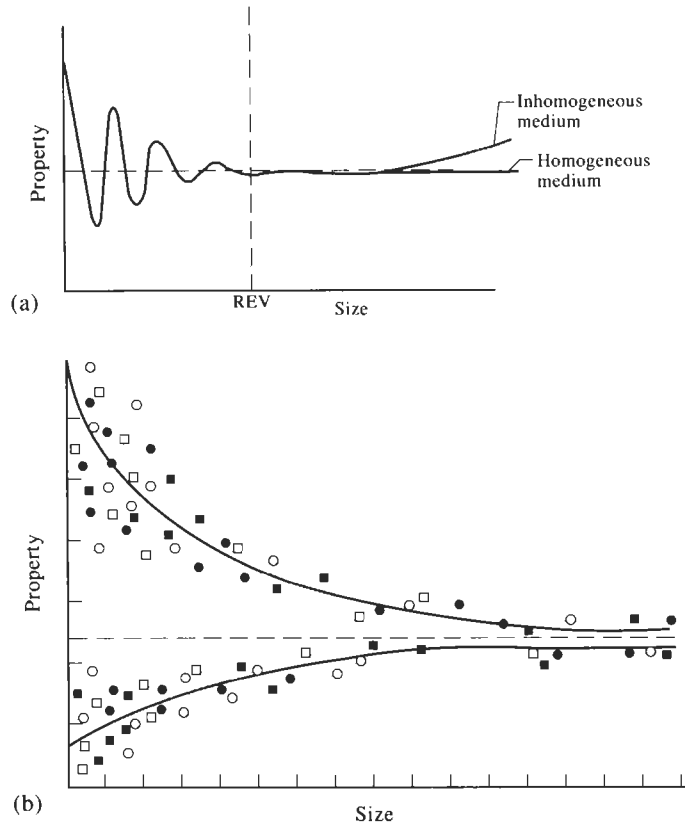 Property
Inhomogeneous
medium
Homogeneous
medium
(a)
REV
Size
Property
(b)
Size